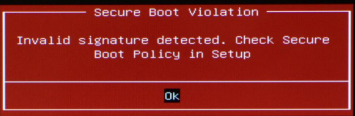 Secure Boot Violation
Invalid signature detected. Check Secure
Boot Policy in Setup
Ok